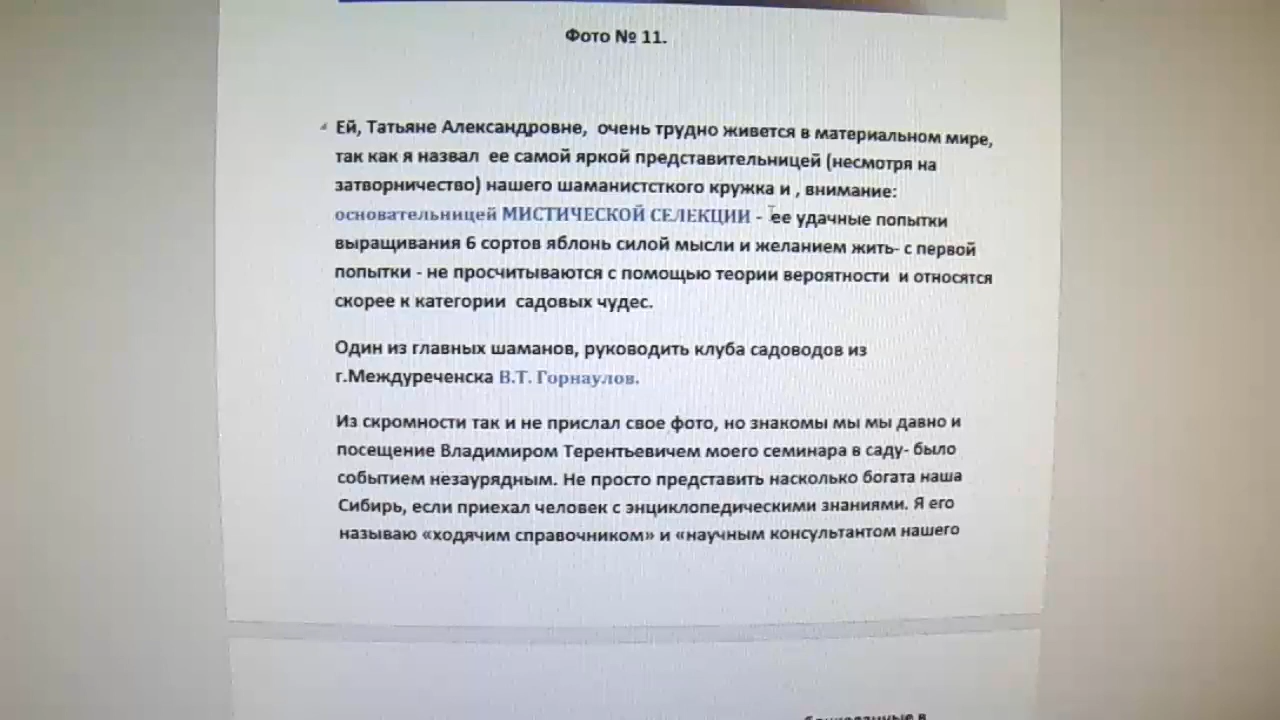 Фото № 11.
Ей, Татьяне Александровне, очень трудно живется в материальном мире,
так как я назвал ее самой яркой представительницей (несмотря на
затворничество) нашего шаманистсткого кружка и , внимание:
основательницей МИСТИЧЕСКОЙ СЕЛЕКЦИИ - ее удачные попытки
выращивания 6 сортов яблонь силой мысли и желанием жить- с первой
попытки - не просчитываются с помощью теории вероятности и относятся
скорее к категории садовых чудес.
Один из главных шаманов, руководить клуба садоводов из
г.Междуреченска В.Т. Горнаулов.
Из скромности так и не прислал свое фото, но знакомы мы мы давно и
посещение Владимиром Терентьевичем моего семинара в саду- было
событием незаурядным. Не просто представить насколько богата наша
Сибирь, если приехал человек с энциклопедическими знаниями. Я его
называю «ходячим справочником» и «научным консультантом нашего